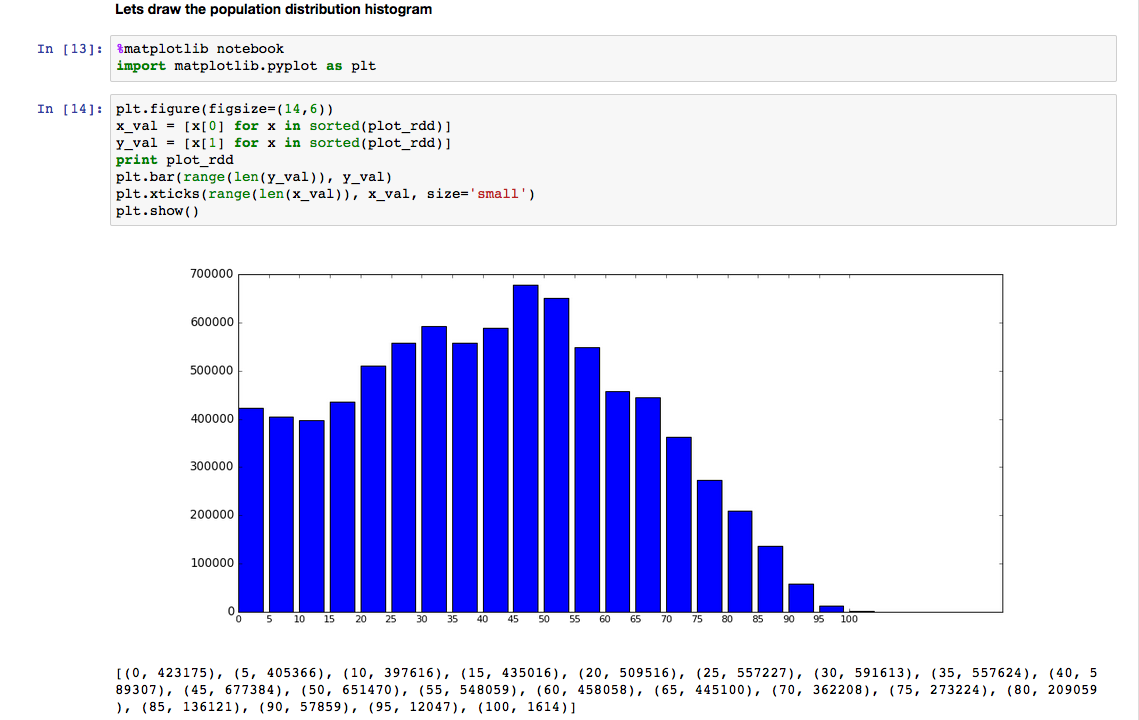 Lets draw the population distribution histogram
In [13]: %matplotlib notebook
import matplotlib.pyplot as plt
In [14]: plt.figure(figsize=(14,6))
x_val = [x[0] for x in sorted(plot_rdd)]
y_val = [x[1] for x in sorted(plot_rdd)]
print plot_rdd
plt.bar(range(len(y_val)), y_val)
plt.xticks(range(len(x_val)), x_val, size='small')
plt.show()
700000
600000
500000
400000
300000
200000
100000
0
0 5 10 15 20 25 30 35 40 45 50 55 60 65 70 75 80 85 90 95 100
[(0, 423175), (5, 405366), (10, 397616), (15, 435016), (20, 509516), (25, 557227), (30, 591613), (35, 557624), (40, 5
89307), (45, 677384), (50, 651470), (55, 548059), (60, 458058), (65, 445100), (70, 362208), (75, 273224), (80, 209059
), (85, 136121), (90, 57859), (95, 12047), (100, 1614)]